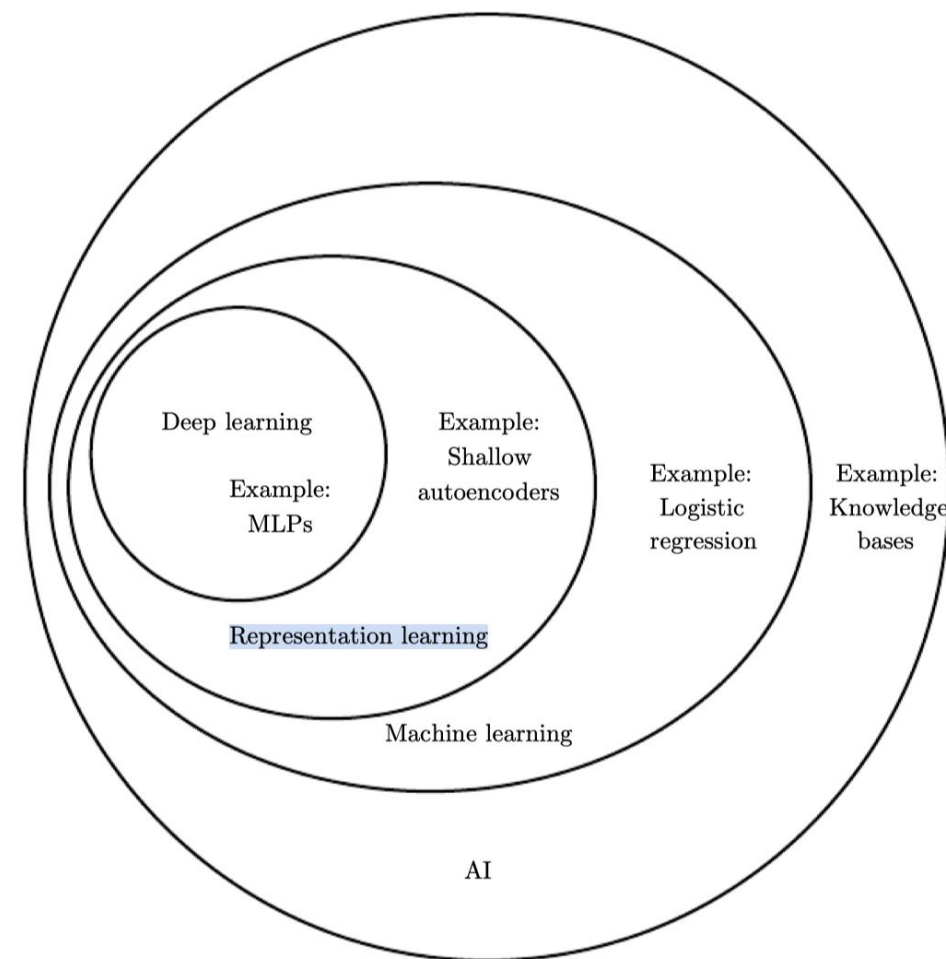 Deep learning
Example:
MLPs
Example:
Shallow
autoencoders
Example:
Logistic
regression
Example:
Knowledge
bases
Representation learning
Machine learning
AI